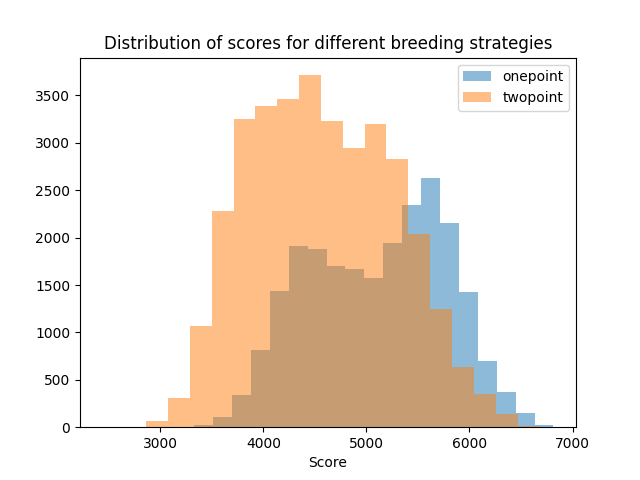 Distribution of scores for different breeding strategies
onepoint
twopoint
3500
3000
2500
2000
1500
1000
500
0
3000 4000 5000 6000 7000
Score